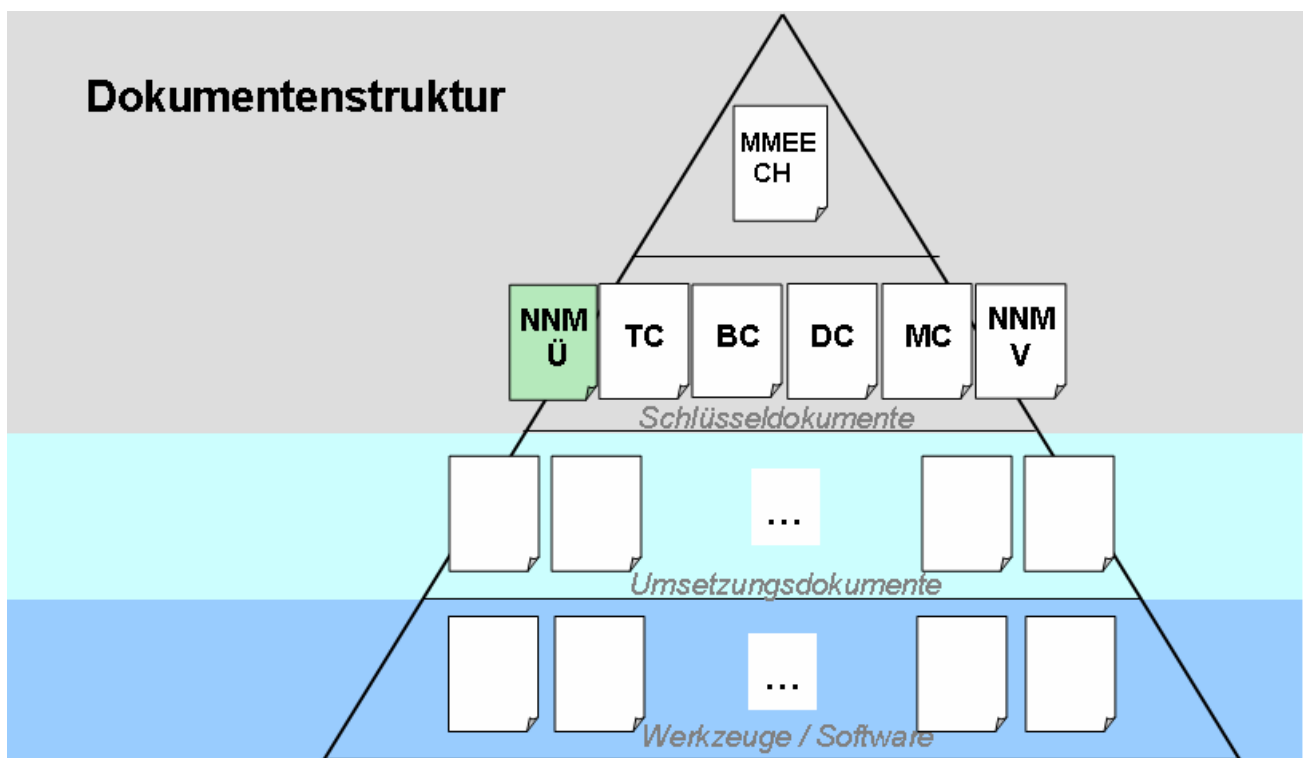 Dokumentenstruktur
MMEE
CH
NNM
Ü
TC
BC
DC
MC
NNM
V
Schlüsseldokumente
...
Umsetzungsdokumente
...
Werkzeuge / Software